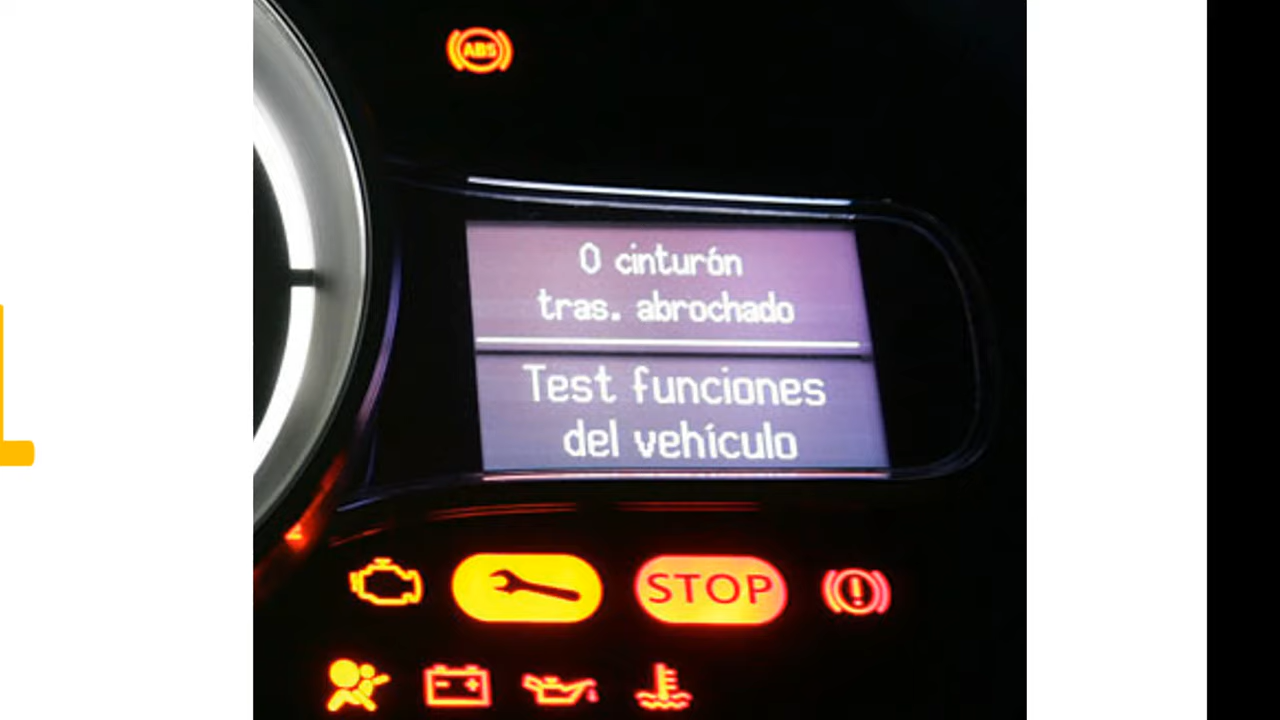 ABS
0 cinturón
tras. abrochado
Test funciones
del vehículo
STOP